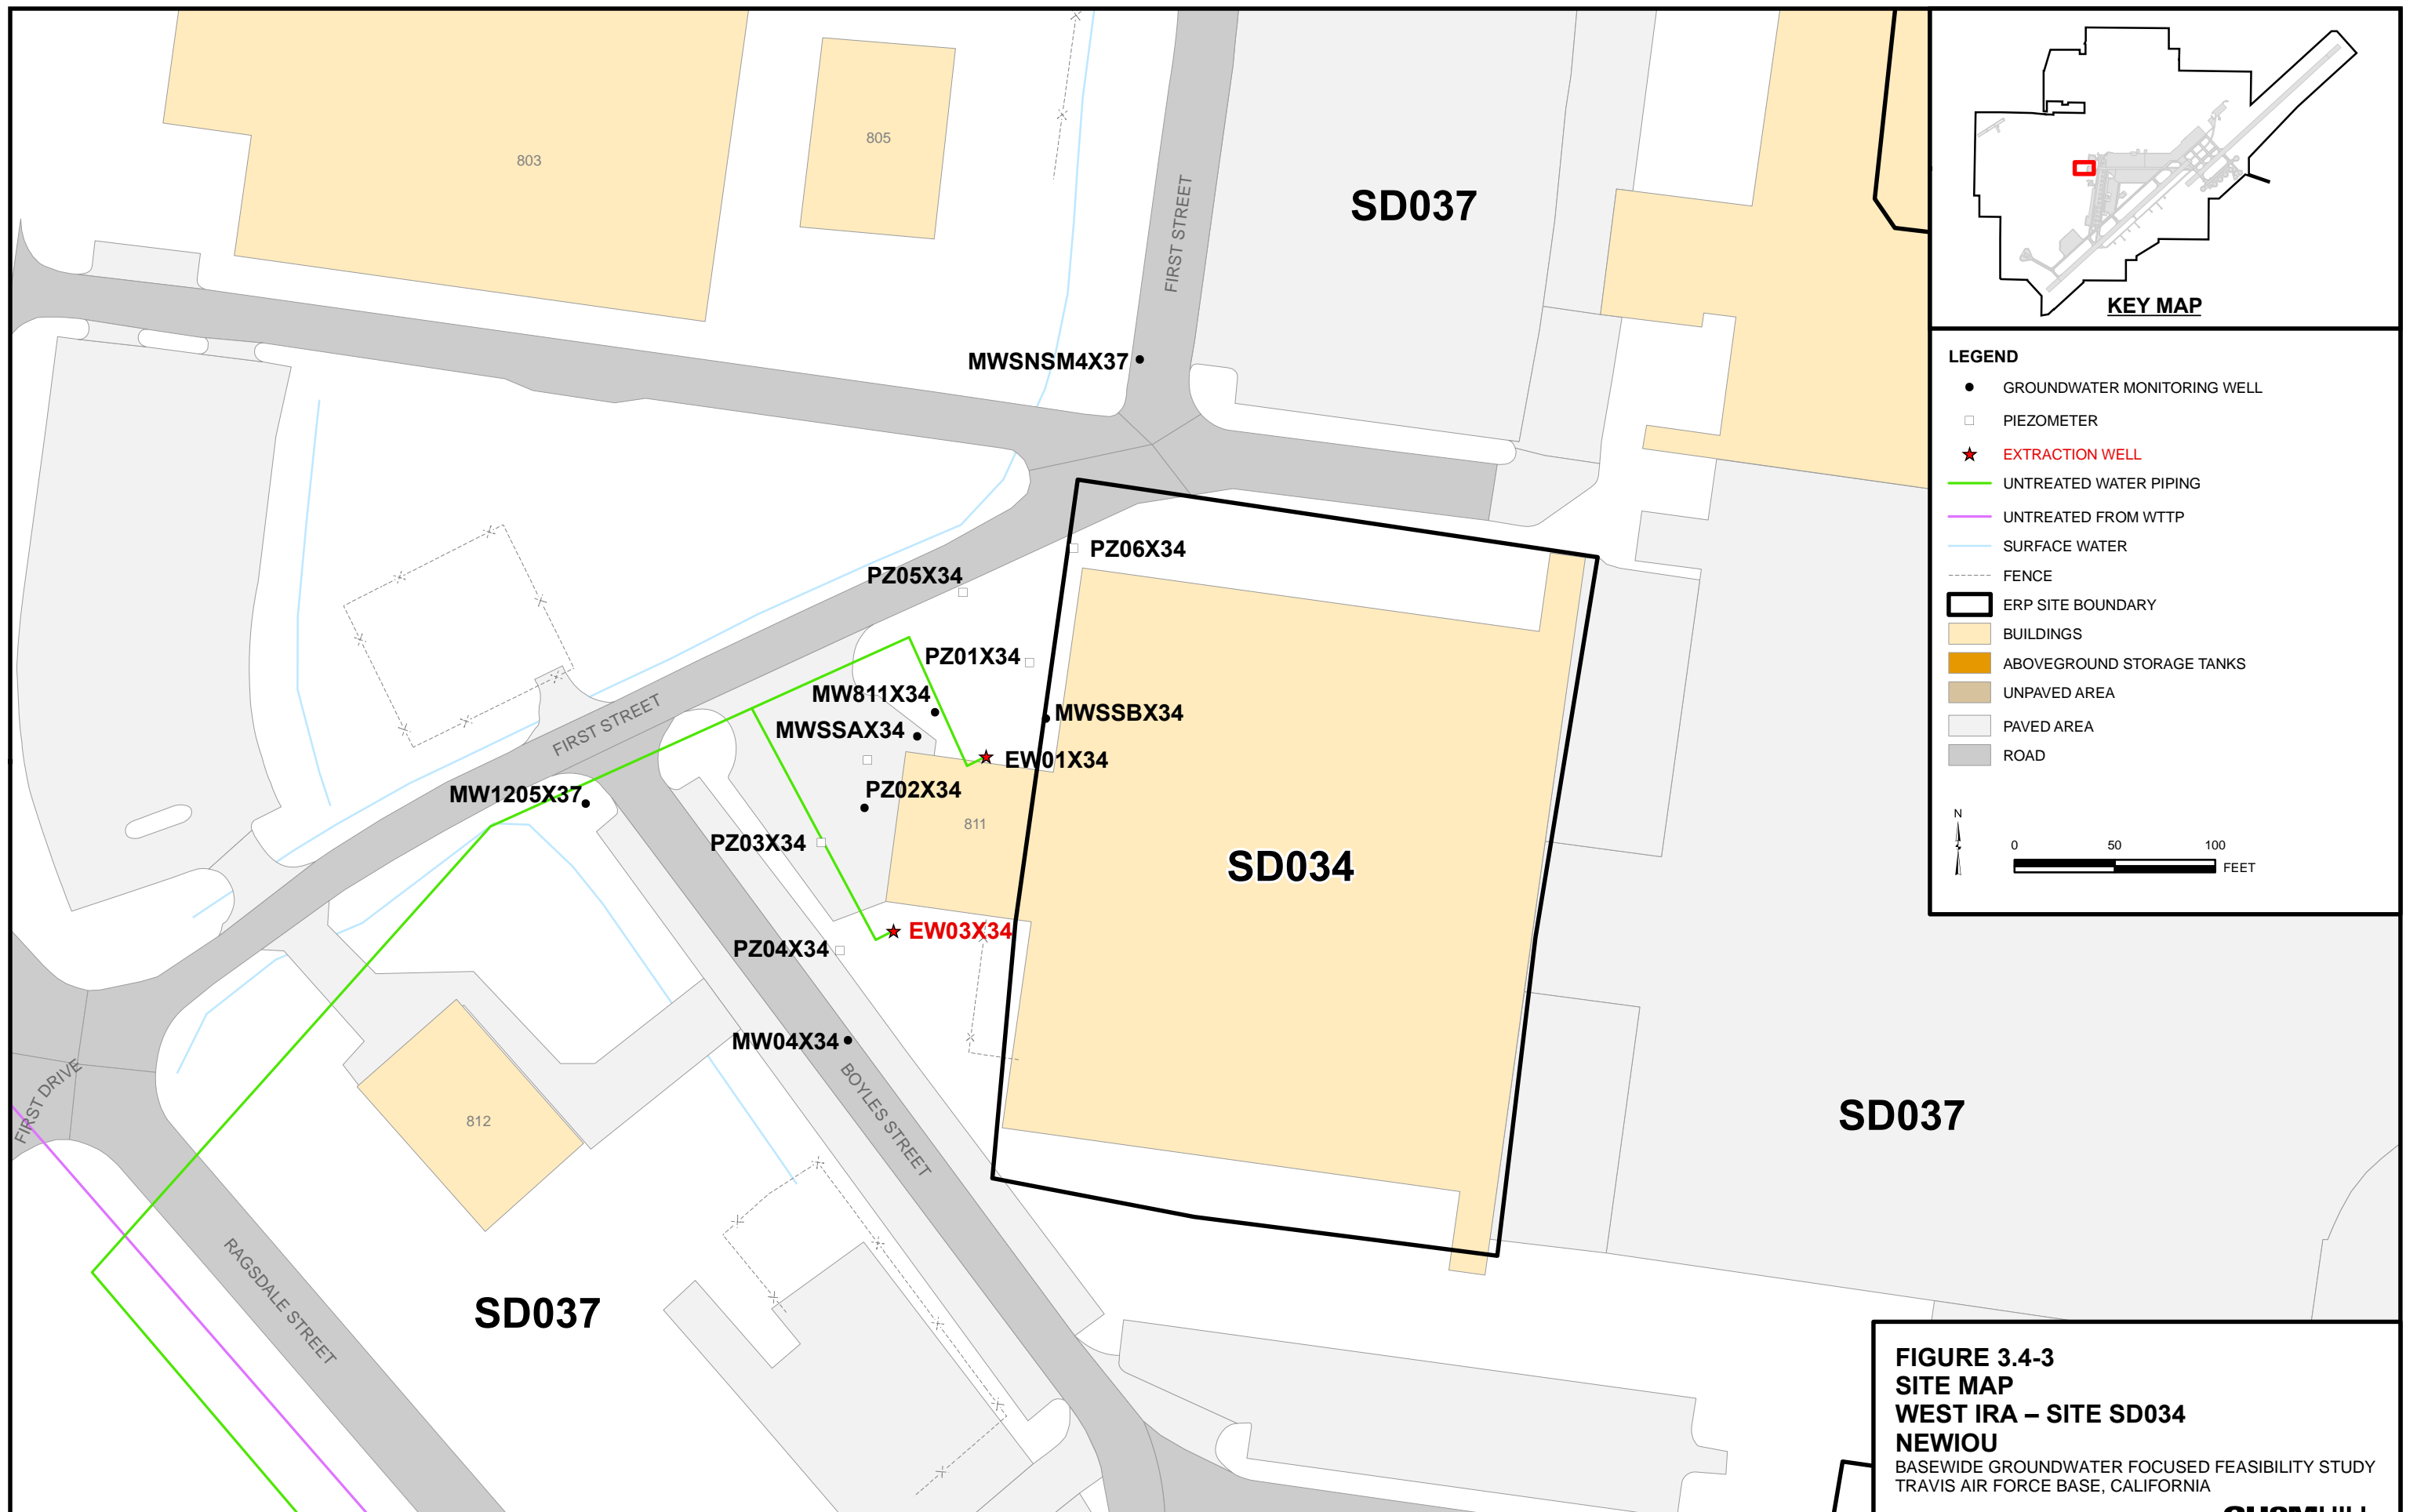 803
805
FIRST STREET
SD037
MWSNSM4X37
PZ06X34
PZ05X34
PZ01X34
MW811X34
MWSSBX34
MWSSAX34
EW01X34
FIRST STREET
PZ02X34
MW1205X37
811
PZ03X34
SD034
EW03X34
PZ04X34
MW04X34
BOYLES STREET
FIRST DRIVE
812
SD037
RAGSDALE STREET
SD037
KEY MAP
LEGEND
GROUNDWATER MONITORING WELL
PIEZOMETER
EXTRACTION WELL
UNTREATED WATER PIPING
UNTREATED FROM WTTP
SURFACE WATER
FENCE
ERP SITE BOUNDARY
BUILDINGS
ABOVEGROUND STORAGE TANKS
UNPAVED AREA
PAVED AREA
ROAD
N
0 50 100
FEET
FIGURE 3.4-3
SITE MAP
WEST IRA – SITE SD034
NEWIOU
BASEWIDE GROUNDWATER FOCUSED FEASIBILITY STUDY
TRAVIS AIR FORCE BASE, CALIFORNIA